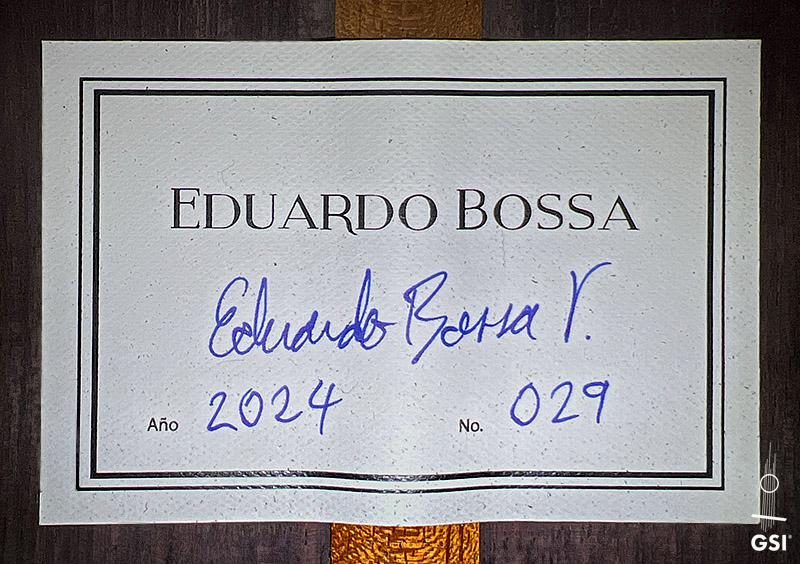 EDUARDO BOSSA
Eduardo Bossa V.
Año 2024 No. 029
GSI®